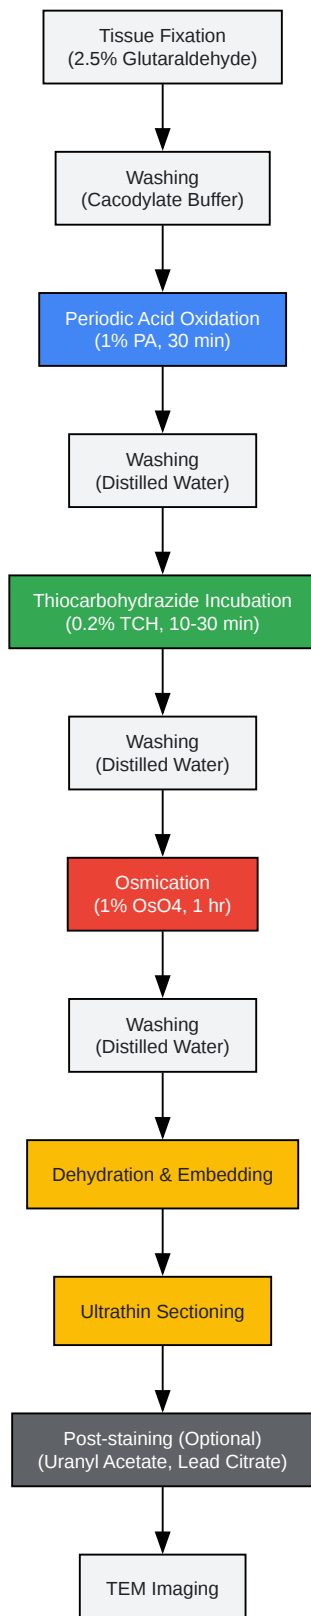 Tissue Fixation
(2.5% Glutaraldehyde)
Washing
(Cacodylate Buffer)
Periodic Acid Oxidation
(1% PA, 30 min)
Washing
(Distilled Water)
Thiocarbohydrazide Incubation
(0.2% TCH, 10-30 min)
Washing
(Distilled Water)
Osmication
(1% OsO4, 1 hr)
Washing
(Distilled Water)
Dehydration & Embedding
Ultrathin Sectioning
Post-staining (Optional)
(Uranyl Acetate, Lead Citrate)
TEM Imaging